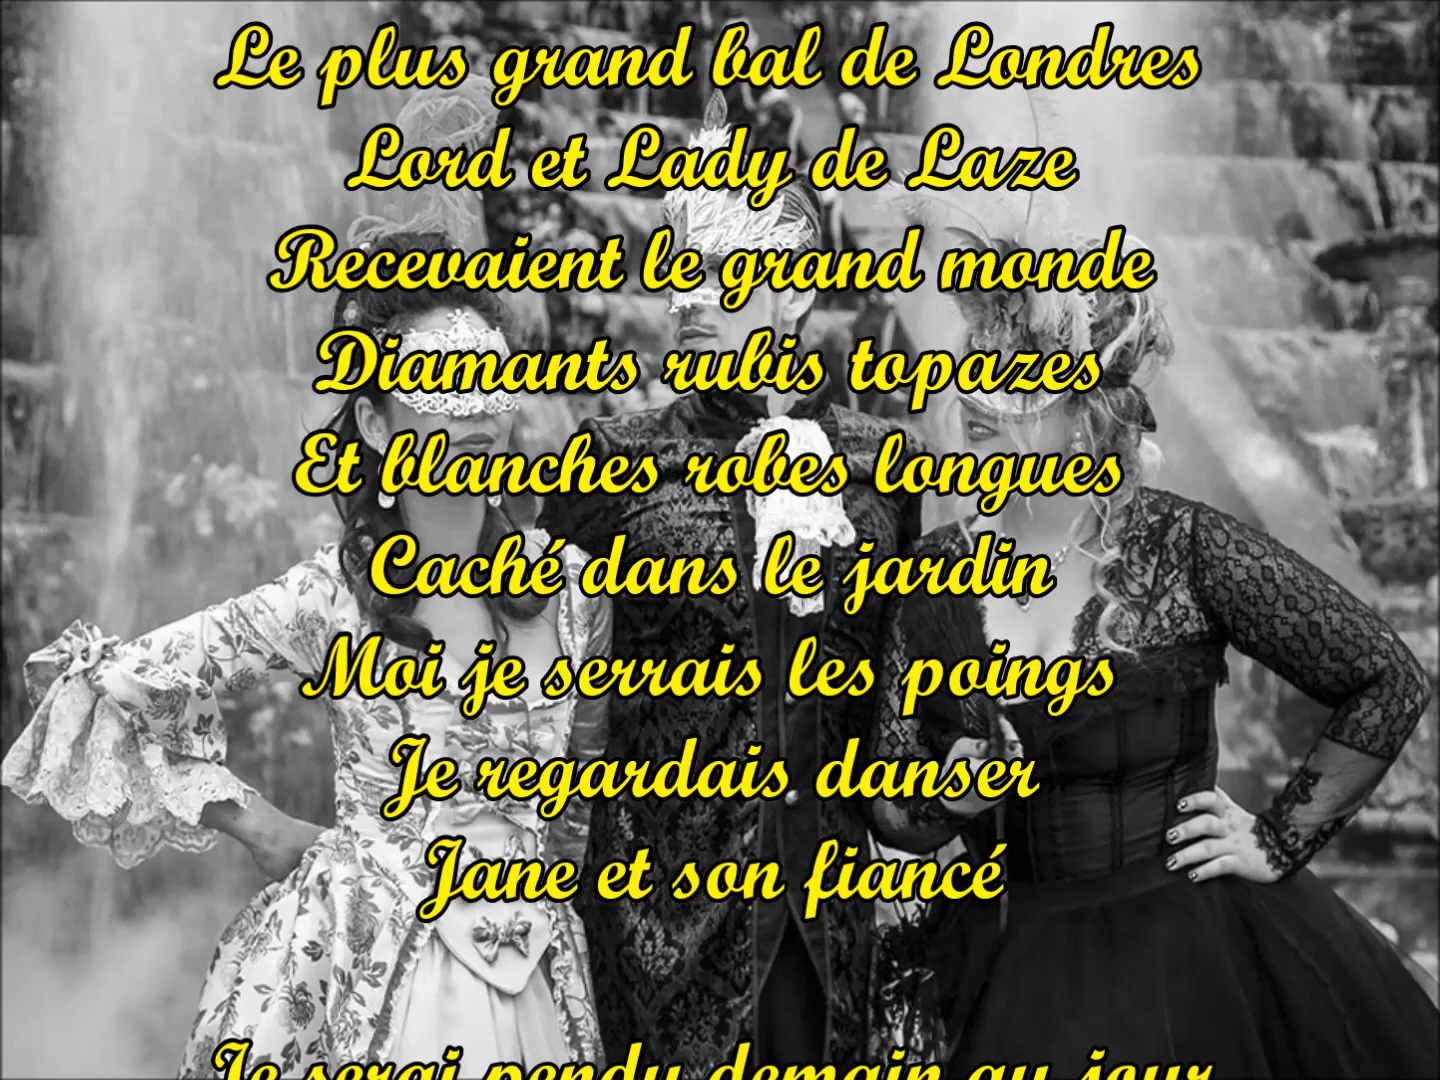 Le plus grand bal de Londres
Lord et Lady de Laze
Recevaient le grand monde
Diamants rubis topazes
Et blanches robes longues
Caché dans le jardin
Moi je serrais les poings
Je regardais danser
Jane et son fiancé
Je serai pendu demain au jour